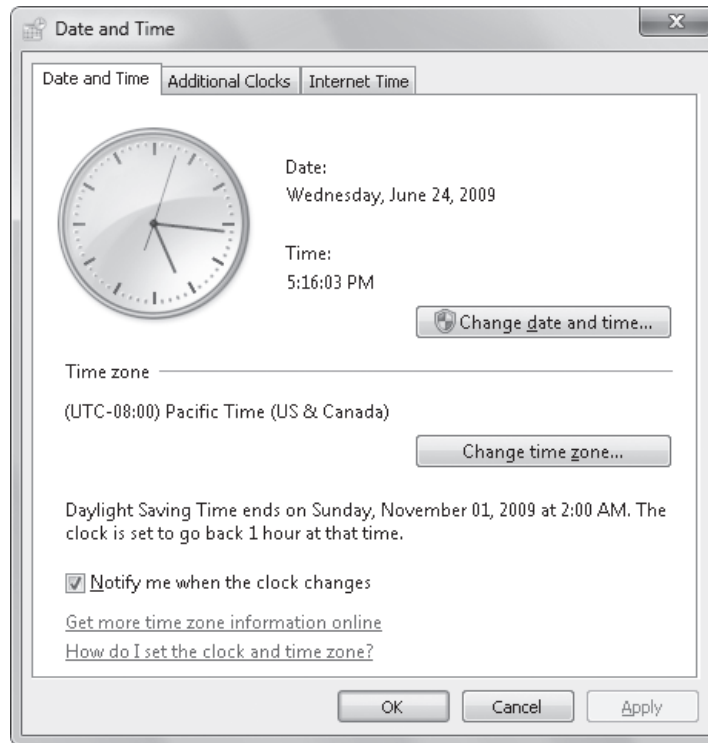 Date and Time
X
Date and Time
Additional Clocks
Internet Time
Date:
Wednesday, June 24, 2009
Time:
5:16:03 PM
Change date and time...
Time zone
(UTC-08:00) Pacific Time (US & Canada)
Change time zone...
Daylight Saving Time ends on Sunday, November 01, 2009 at 2:00 AM. The
clock is set to go back 1 hour at that time.
Notify me when the clock changes
Get more time zone information online
How do I set the clock and time zone?
OK
Cancel
Apply